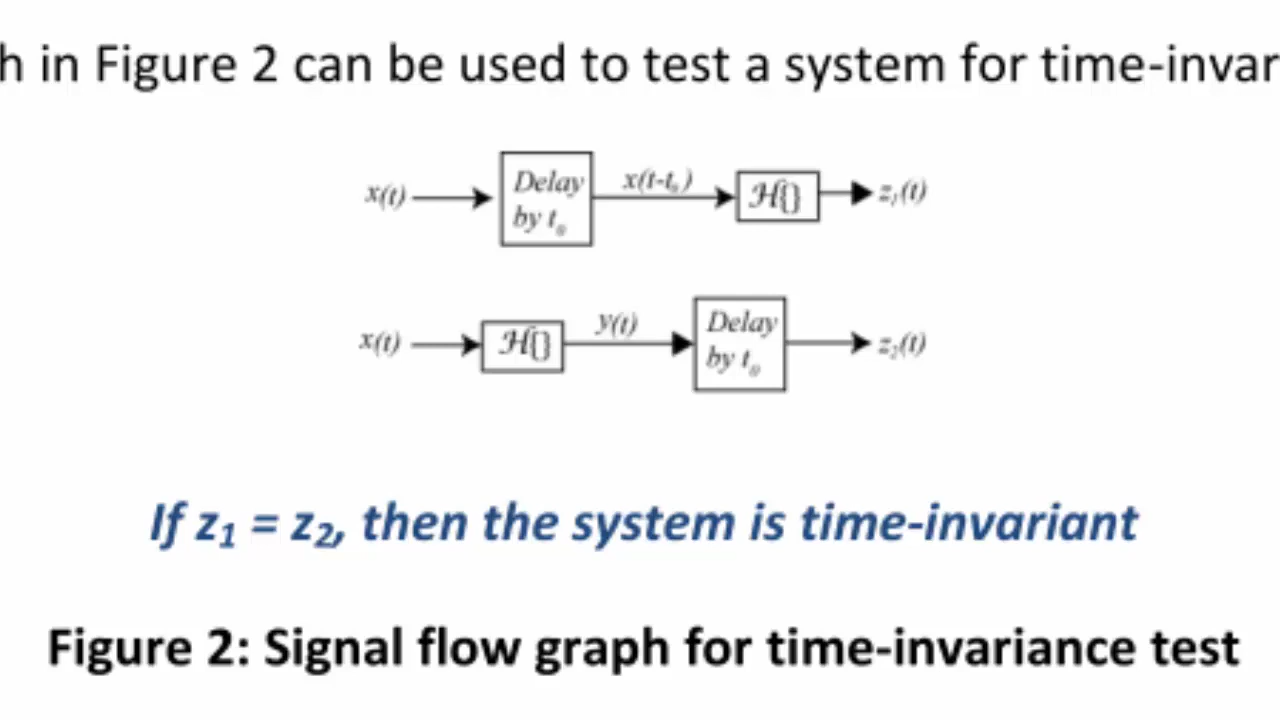 h in Figure 2 can be used to test a system for time-invar
x(t) Delay by t₀ x(t-t₀) ℋ{} z₁(t)
x(t) ℋ{} y(t) Delay by t₀ z₂(t)
If z₁ = z₂, then the system is time-invariant
Figure 2: Signal flow graph for time-invariance test